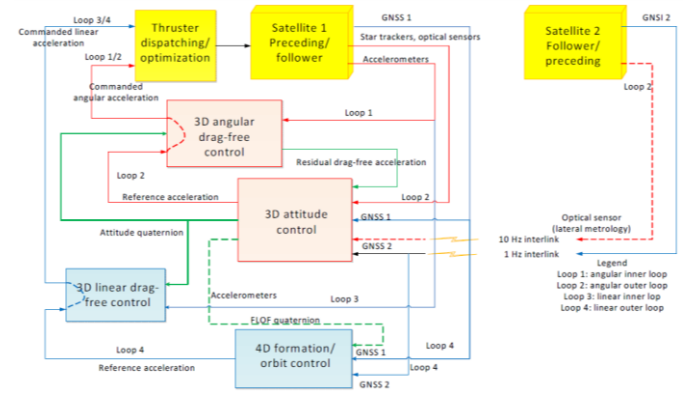 Loop 3/4
Commanded linear
acceleration
Loop 1/2
Commanded
angular acceleration
Thruster
dispatching/
optimization
Satellite 1
Preceding/
follower
GNSS 1
Star trackers, optical sensors
Accelerometers
Satellite 2
Follower/
preceding
GNSI 2
Loop 2
3D angular
drag-free
control
Loop 1
Residual drag-free acceleration
Loop 2
Reference acceleration
Loop 2
3D attitude
control
GNSS 1
GNSS 2
Attitude quaternion
Optical sensor
(lateral metrology)
10 Hz interlink
1 Hz interlink
Legend
Loop 1: angular inner loop
Loop 2: angular outer loop
Loop 3: linear inner lop
Loop 4: linear outer loop
3D linear drag-
free control
Accelerometers
Loop 3
FLOF quaternion
4D formation/
orbit control
GNSS 1
Loop 4
Loop 4
GNSS 2
Loop 4
Reference acceleration